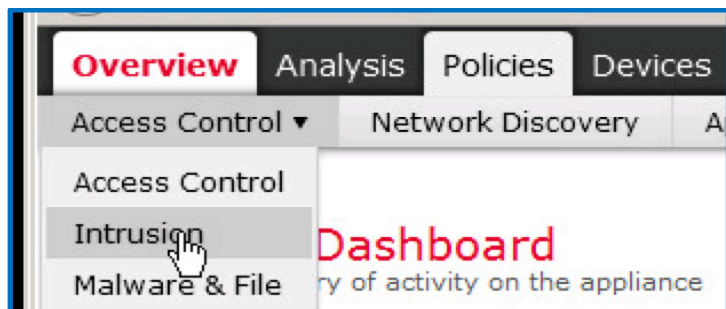 Overview Analysis Policies Devices
Access Control ▾ Network Discovery
Access Control
Intrusion
Dashboard
Malware & File ry of activity on the appliance